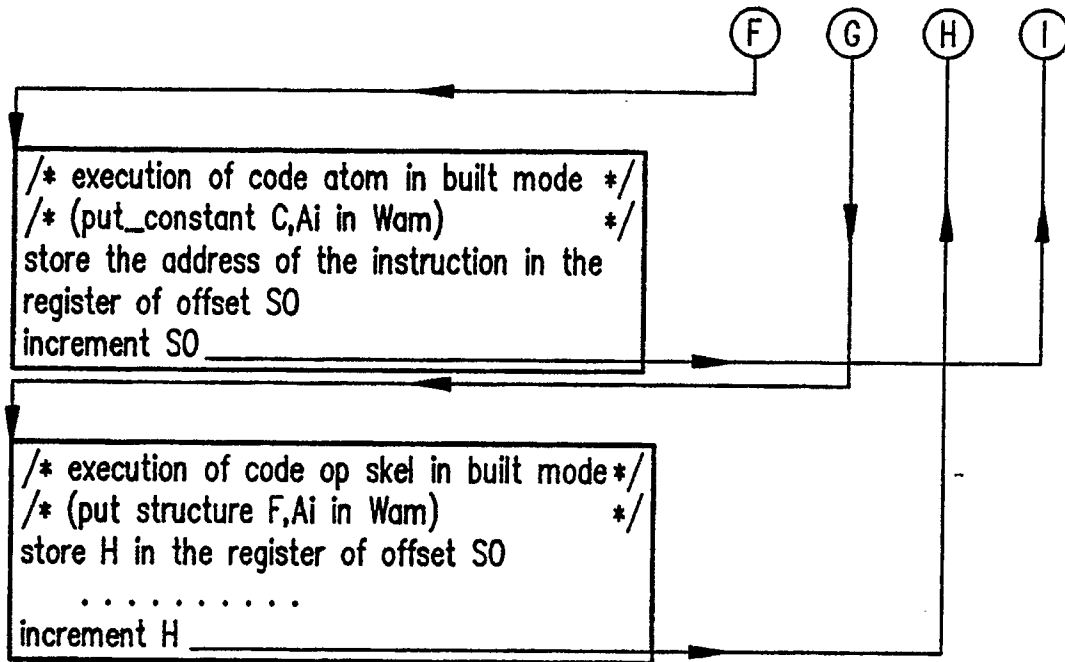 F G H I
/* execution of code atom in built mode */
/* (put_constant C,Ai in Wam) */
store the address of the instruction in the
register of offset SO
increment SO
/* execution of code op skel in built mode*/
/* (put structure F,Ai in Wam) */
store H in the register of offset SO
. . . . . . . . . .
increment H